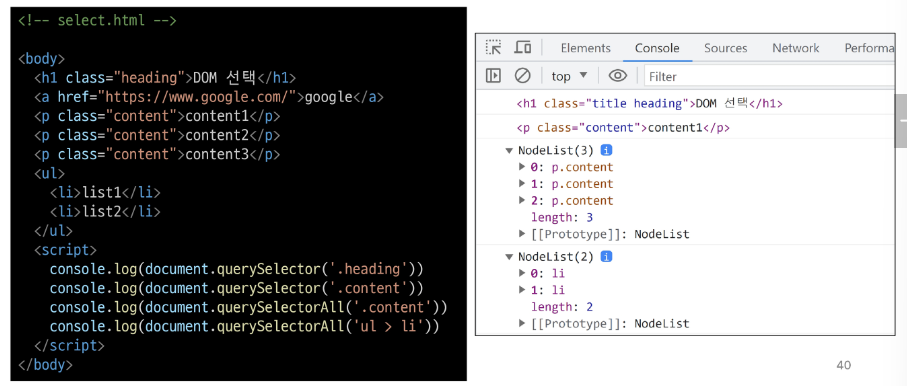 <!-- select.html -->
<body>
<h1 class="heading">DOM 선택</h1>
<a href="https://www.google.com/">google</a>
<p class="content">content1</p>
<p class="content">content2</p>
<p class="content">content3</p>
<ul>
<li>list1</li>
<li>list2</li>
</ul>
<script>
console.log(document.querySelector('.heading'))
console.log(document.querySelector('.content'))
console.log(document.querySelectorAll('.content'))
console.log(document.querySelectorAll('ul > li'))
</script>
</body>
Elements Console Sources Network Performa
top ▼ Filter
<h1 class="title heading">DOM 선택</h1>
<p class="content">content1</p>
▼ NodeList(3) i
▶ 0: p.content
▶ 1: p.content
▶ 2: p.content
length: 3
▶ [[Prototype]]: NodeList
▼ NodeList(2) i
▶ 0: li
▶ 1: li
length: 2
▶ [[Prototype]]: NodeList
40